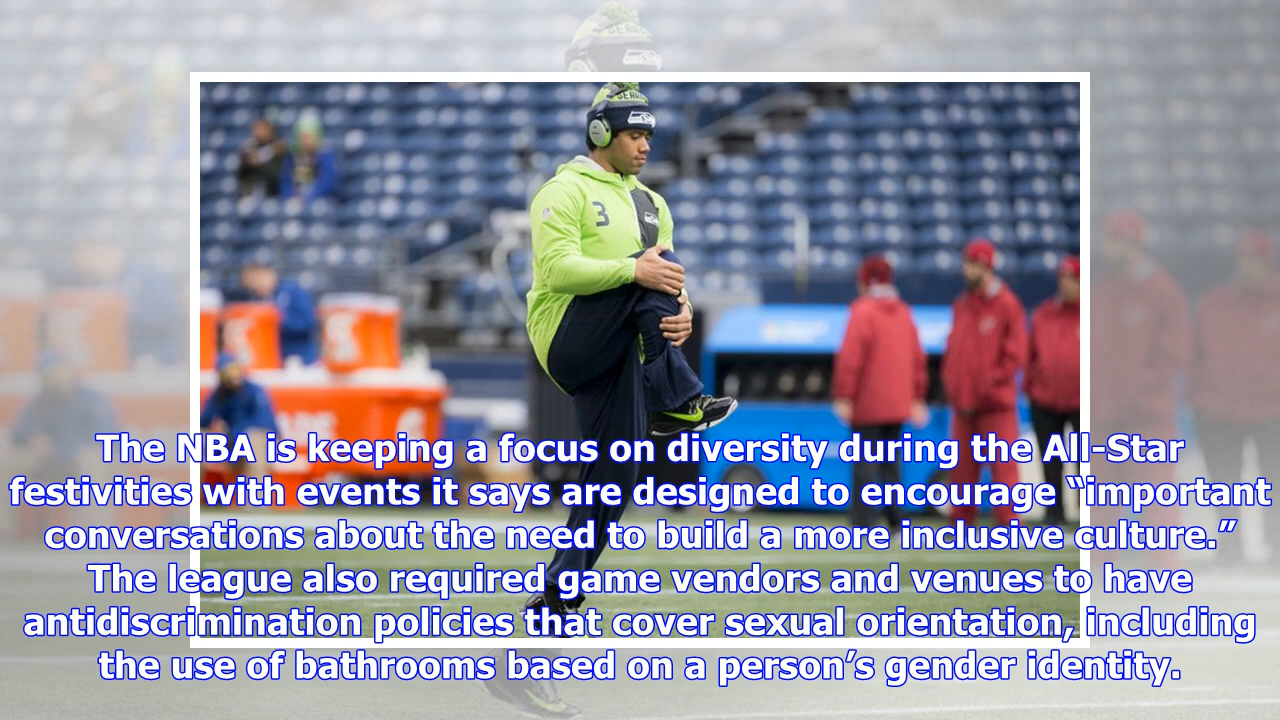 3
The NBA is keeping a focus on diversity during the All-Star
festivities with events it says are designed to encourage “important
conversations about the need to build a more inclusive culture.”
The league also required game vendors and venues to have
antidiscrimination policies that cover sexual orientation, including
the use of bathrooms based on a person’s gender identity.